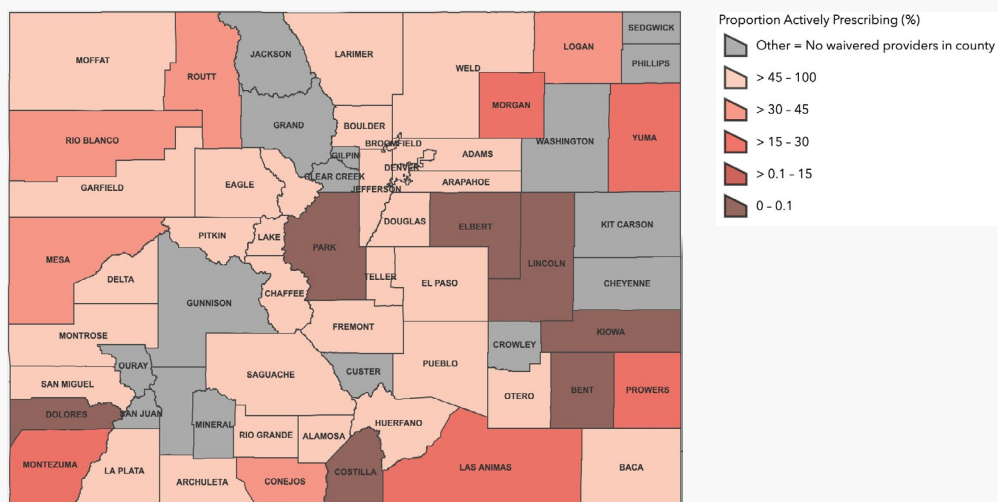 Proportion Actively Prescribing (%)
Other = No waivered providers in county
> 45 – 100
> 30 – 45
> 15 – 30
> 0.1 – 15
0 – 0.1
MOFFAT
ROUTT
JACKSON
LARIMER
WELD
LOGAN
SEDGWICK
PHILLIPS
MORGAN
RIO BLANCO
GRAND
BOULDER
BROOMFIELD
WASHINGTON
YUMA
GILPIN
ADAMS
DENVER
CLEAR CREEK
GARFIELD
EAGLE
JEFFERSON
ARAPAHOE
PITKIN
LAKE
PARK
DOUGLAS
ELBERT
KIT CARSON
MESA
LINCOLN
DELTA
TELLER
EL PASO
CHEYENNE
GUNNISON
CHAFFEE
FREMONT
KIOWA
MONTROSE
CROWLEY
OURAY
PUEBLO
SAN MIGUEL
SAGUACHE
CUSTER
OTERO
BENT
PROWERS
DOLORES
SAN JUAN
MINERAL
RIO GRANDE
ALAMOSA
HUERFANO
MONTEZUMA
LA PLATA
ARCHULETA
CONEJOS
COSTILLA
LAS ANIMAS
BACA